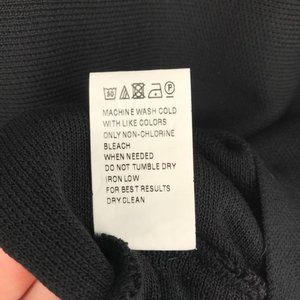 30 P
MACHINE WASH COLD
WITH LIKE COLORS
ONLY NON-CHLORINE
BLEACH
WHEN NEEDED
DO NOT TUMBLE DRY
IRON LOW
FOR BEST RESULTS
DRY CLEAN